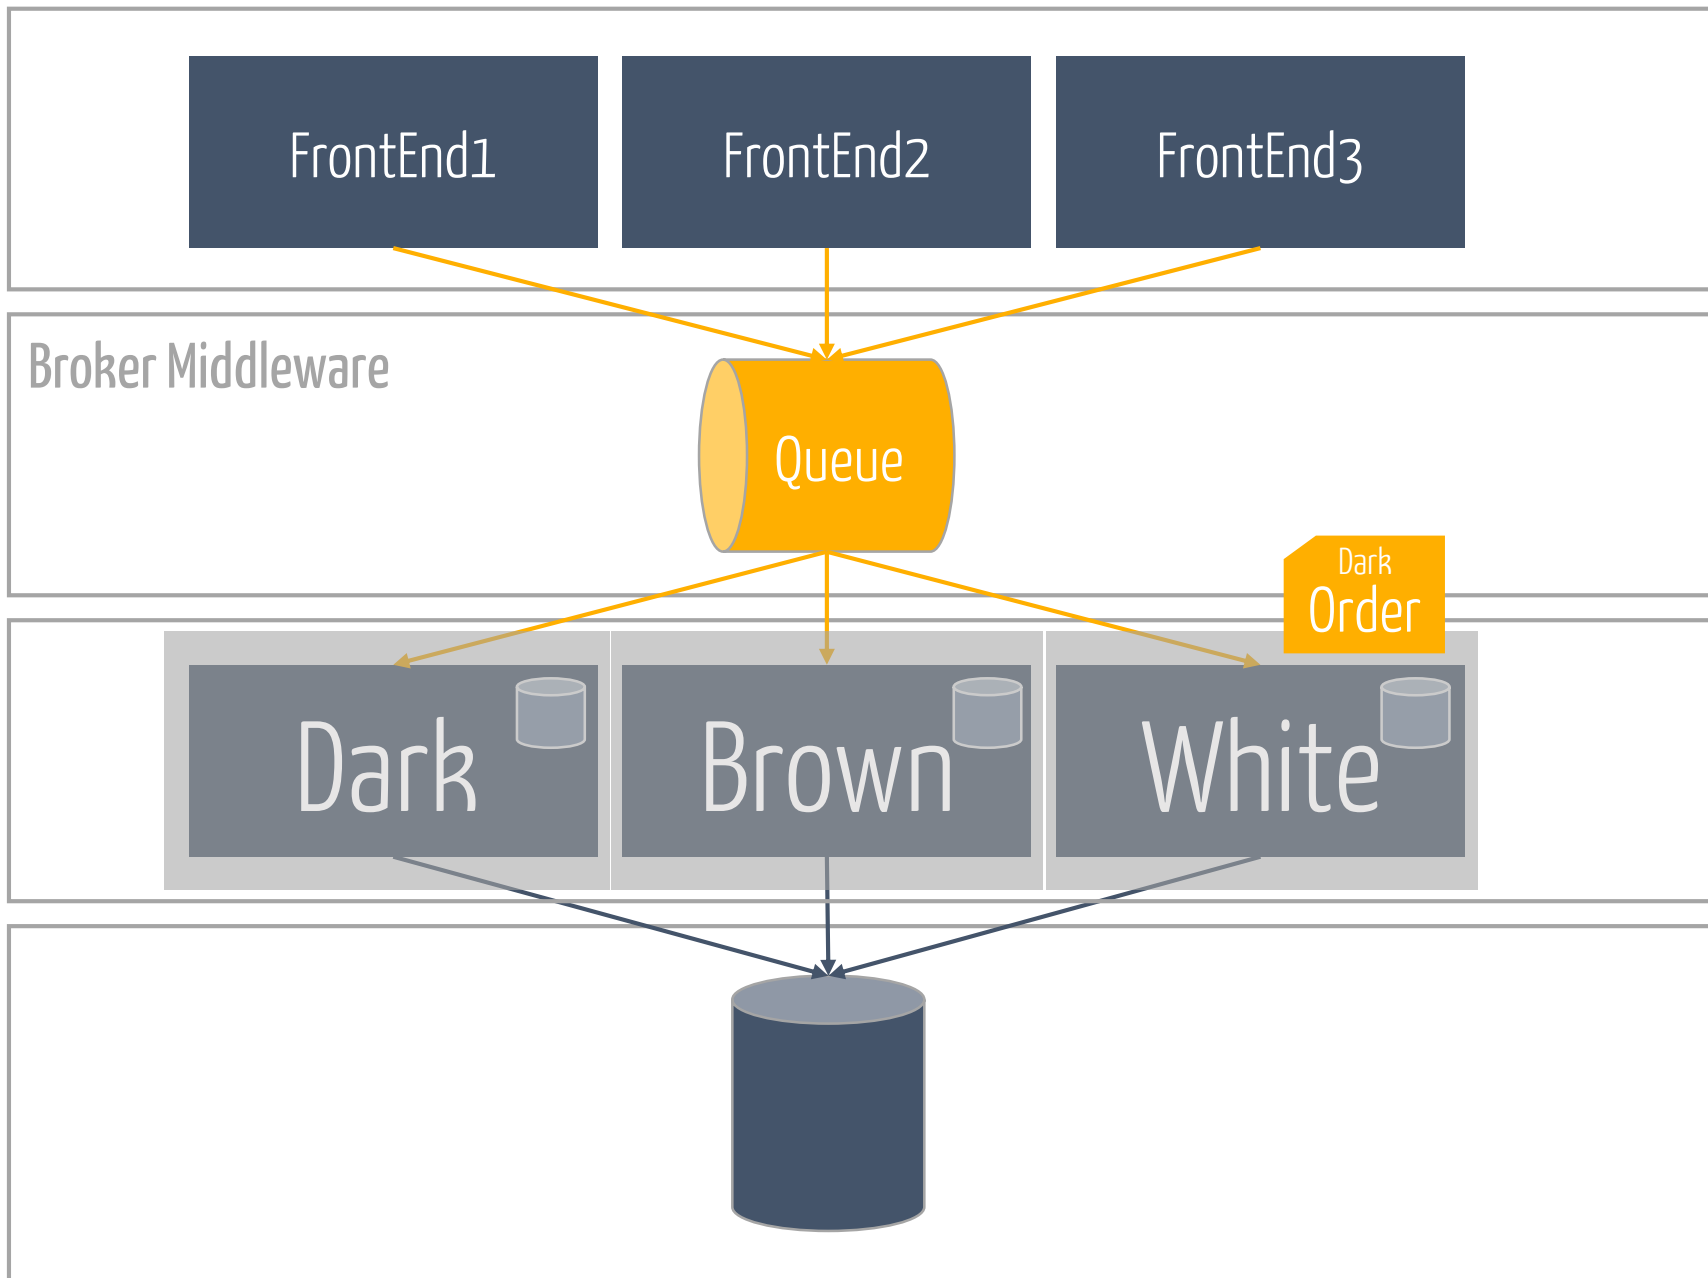 FrontEnd1
FrontEnd2
FrontEnd3
Broker Middleware
Queue
Dark
Order
Dark
Brown
White